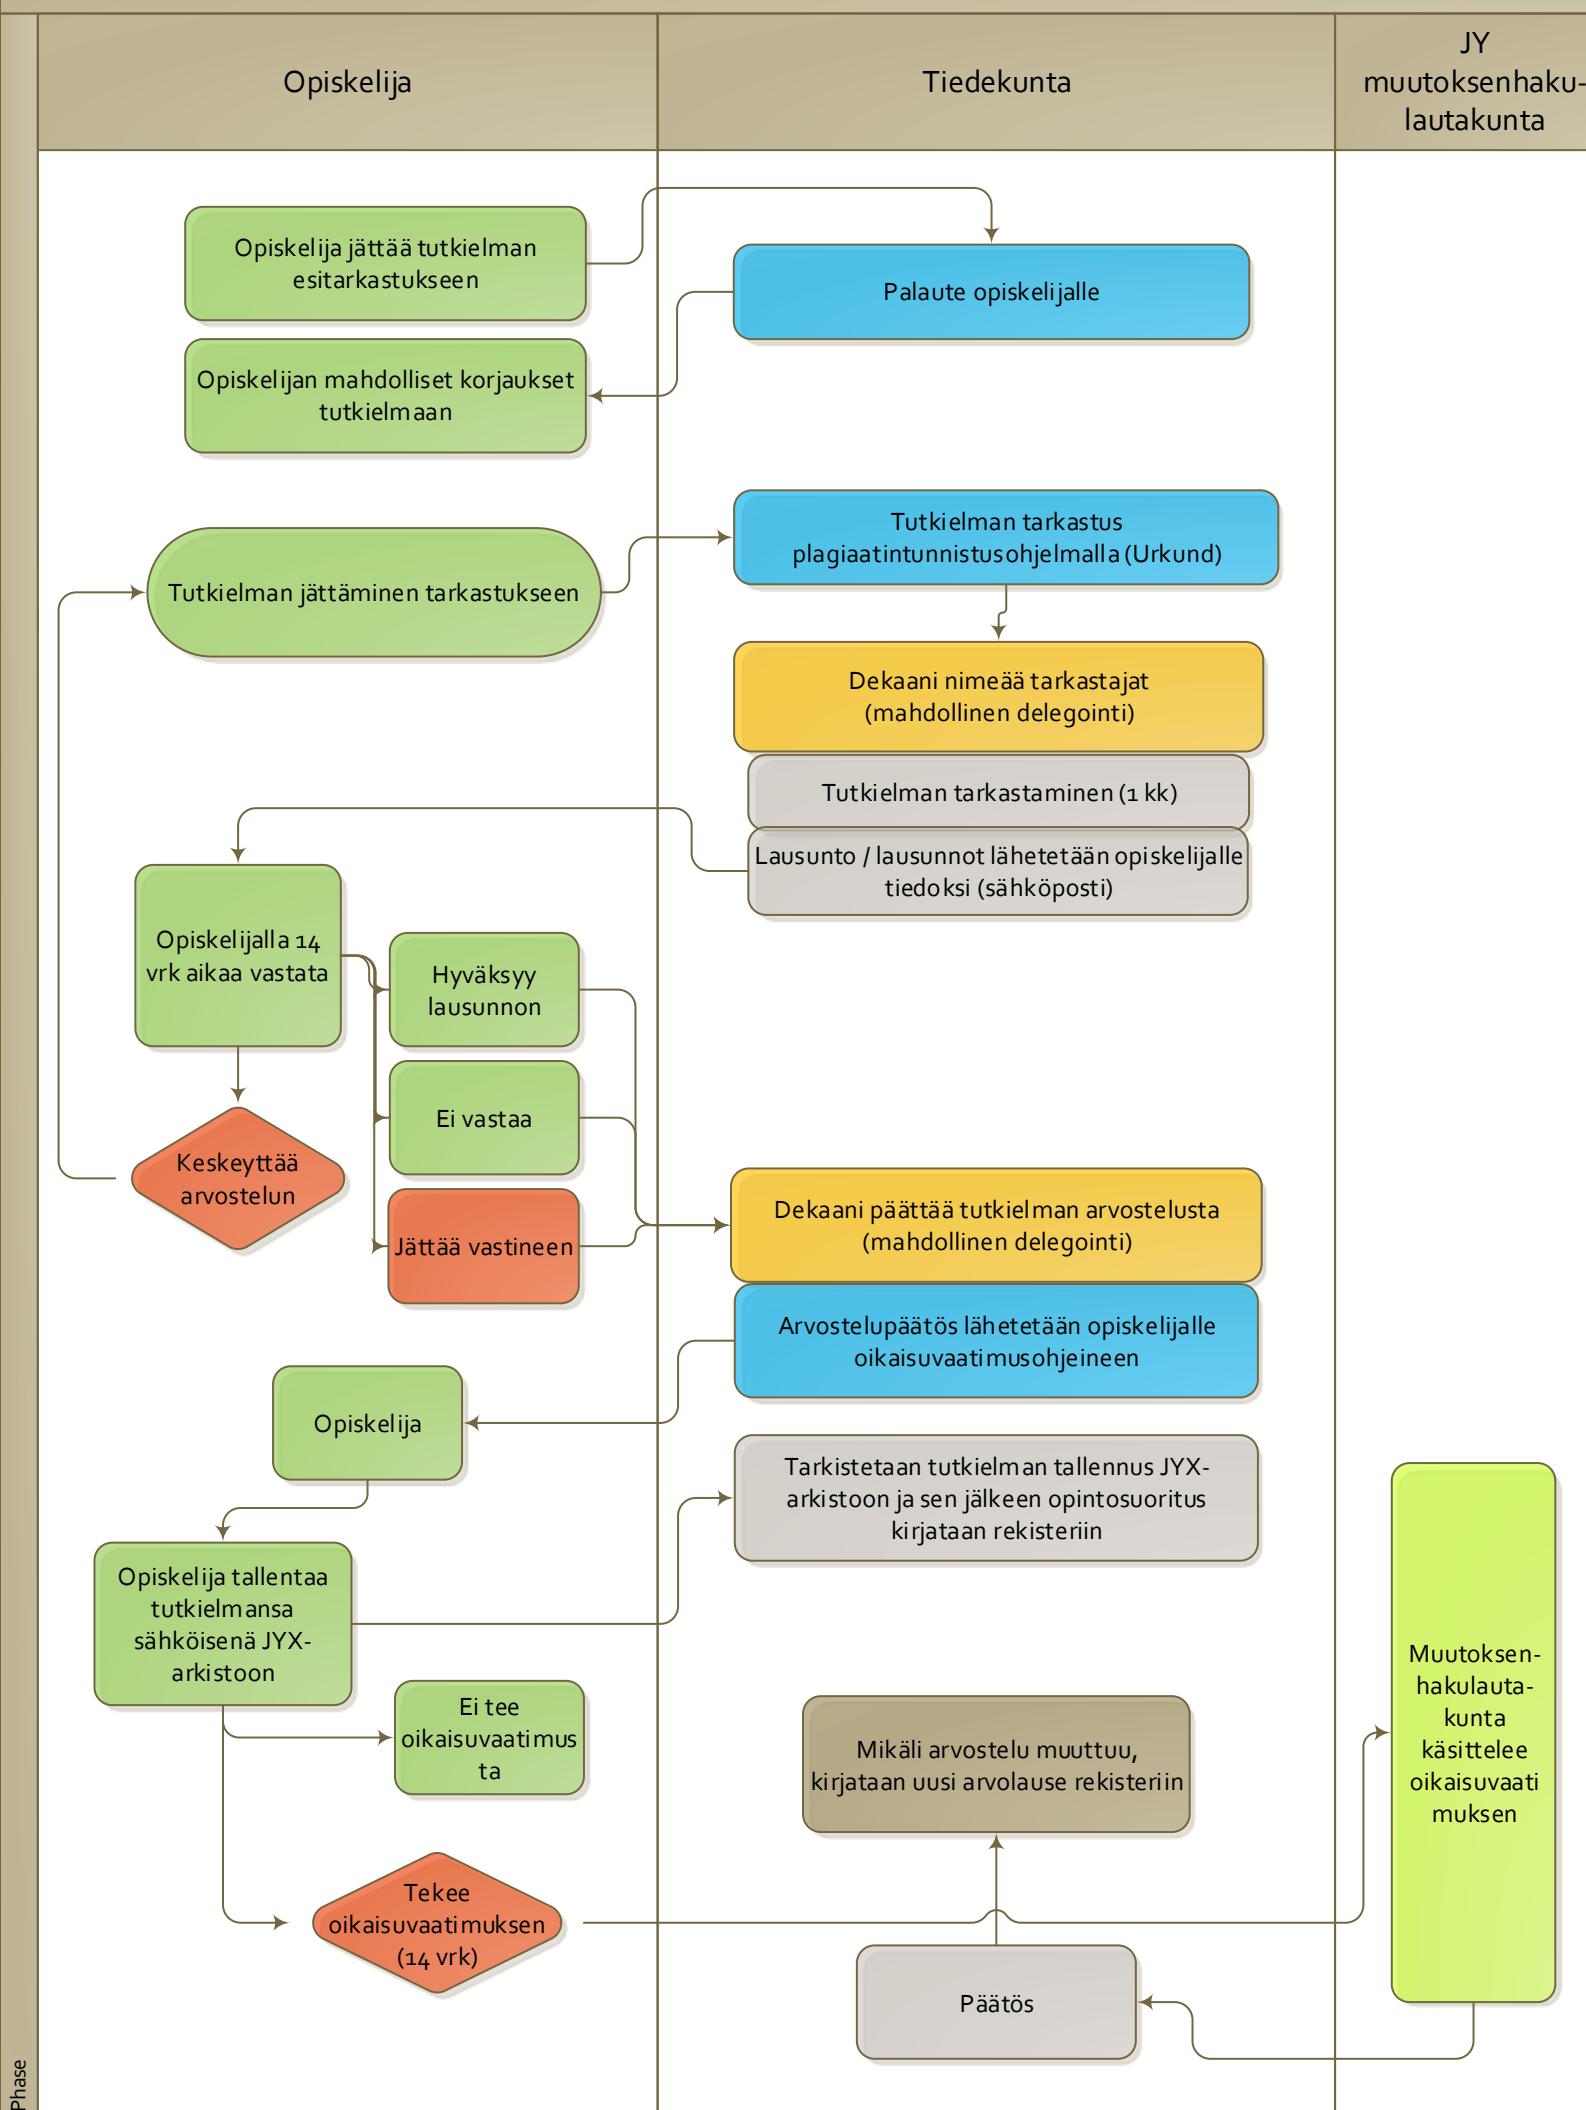 Opiskelija
Tiedekunta
JY
muutoksenhaku-
lautakunta
Opiskelija jättää tutkielman
esitarkastukseen
Palaute opiskelijalle
Opiskelijan mahdolliset korjaukset
tutkielmaan
Tutkielman tarkastus
plagiaatintunnistusohjelmalla (Urkund)
Tutkielman jättäminen tarkastukseen
Dekaani nimeää tarkastajat
(mahdollinen delegointi)
Tutkielman tarkastaminen (1 kk)
Lausunto / lausunnot lähetetään opiskelijalle
tiedoksi (sähköposti)
Opiskelijalla 14
vrk aikaa vastata
Hyväksyy
lausunnon
Ei vastaa
Keskeyttää
arvostelun
Jättää vastineen
Dekaani päättää tutkielman arvostelusta
(mahdollinen delegointi)
Arvostelupäätös lähetetään opiskelijalle
oikaisuvaatimusohjeineen
Opiskelija
Tarkistetaan tutkielman tallennus JYX-
arkistoon ja sen jälkeen opintosuoritus
kirjataan rekisteriin
Opiskelija tallentaa
tutkielmansa
sähköisenä JYX-
arkistoon
Ei tee
oikaisuvaatimus
ta
Mikäli arvostelu muuttuu,
kirjataan uusi arvolause rekisteriin
Muutoksen-
hakulauta-
kunta
käsittelee
oikaisuvaati
muksen
Tekee
oikaisuvaatimuksen
(14 vrk)
Päätös
Phase